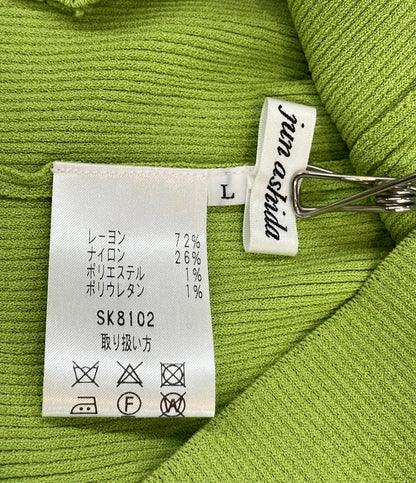 jun ashida
L
レーヨン 72%
ナイロン 26%
ポリエステル 1%
ポリウレタン 1%
SK8102
取り扱い方
F W